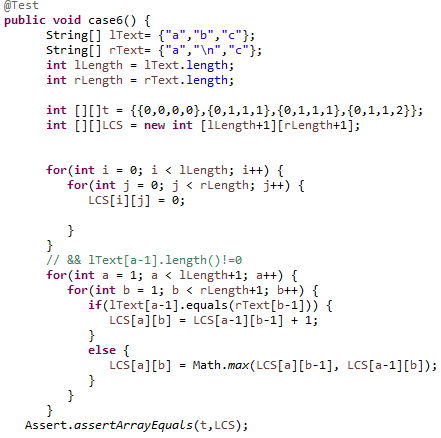 @Test
public void case6() {
String[] lText= {"a","b","c"};
String[] rText= {"a","\n","c"};
int lLength = lText.length;
int rLength = rText.length;
int [][]t = {{0,0,0,0},{0,1,1,1},{0,1,1,1},{0,1,1,2}};
int [][]LCS = new int [lLength+1][rLength+1];
for(int i = 0; i < lLength; i++) {
for(int j = 0; j < rLength; j++) {
LCS[i][j] = 0;
}
}
// && lText[a-1].length()!=0
for(int a = 1; a < lLength+1; a++) {
for(int b = 1; b < rLength+1; b++) {
if(lText[a-1].equals(rText[b-1])) {
LCS[a][b] = LCS[a-1][b-1] + 1;
}
else {
LCS[a][b] = Math.max(LCS[a][b-1], LCS[a-1][b]);
}
}
}
Assert.assertArrayEquals(t,LCS);